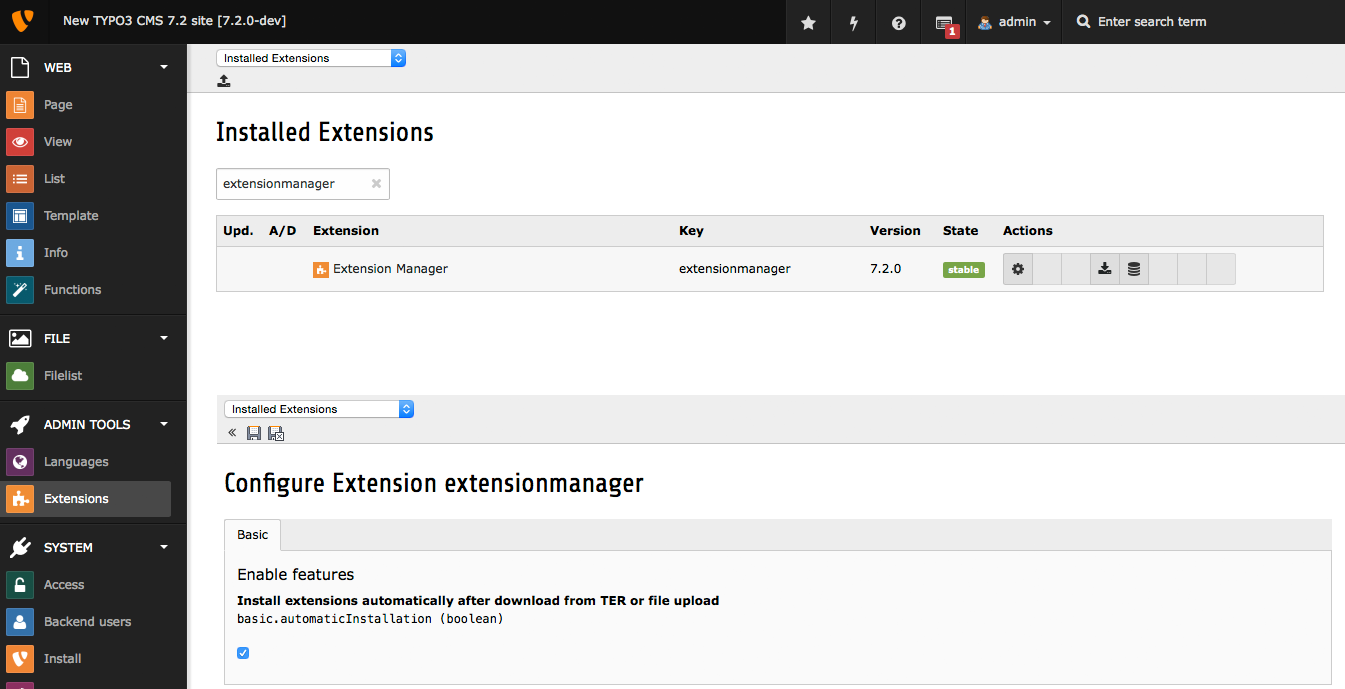 New TYPO3 CMS 7.2 site [7.2.0-dev]
1
admin
Enter search term
WEB
Page
View
List
Template
Info
Functions
FILE
Filelist
ADMIN TOOLS
Languages
Extensions
SYSTEM
Access
Backend users
Install
Installed Extensions
Installed Extensions
extensionmanager
Upd. A/D Extension Key Version State Actions
Extension Manager extensionmanager 7.2.0 stable
Installed Extensions
Configure Extension extensionmanager
Basic
Enable features
Install extensions automatically after download from TER or file upload
basic.automaticInstallation (boolean)